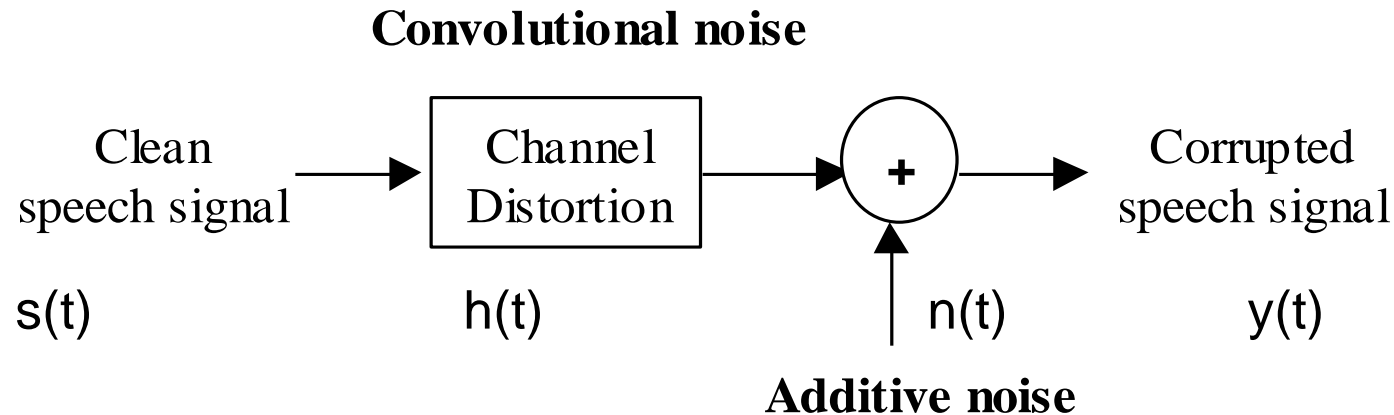 Convolutional noise
Clean
speech signal
Channel
Distortion
+
Corrupted
speech signal
s(t)
h(t)
n(t)
y(t)
Additive noise